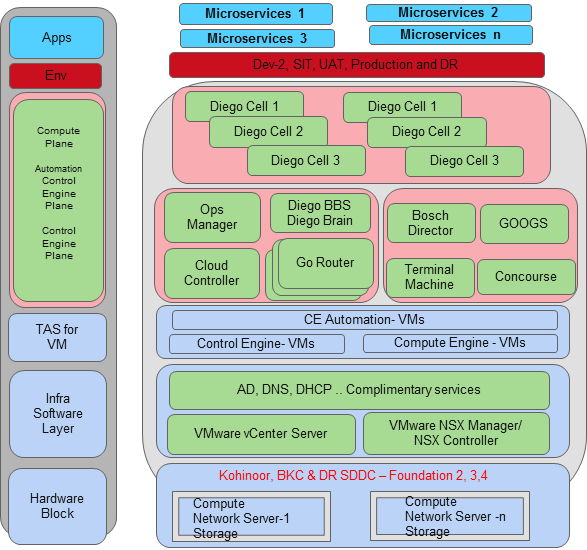 Apps
Env
Compute
Plane
Automation
Control
Engine
Plane
Control
Engine
Plane
TAS for
VM
Infra
Software
Layer
Hardware
Block
Microservices 1
Microservices 2
Microservices 3
Microservices n
Dev-2, SIT, UAT, Production and DR
Diego Cell 1
Diego Cell 2
Diego Cell 3
Diego Cell 1
Diego Cell 2
Diego Cell 3
Ops
Manager
Diego BBS
Diego Brain
Cloud
Controller
Go Router
Bosch
Director
GOOGS
Terminal
Machine
Concourse
CE Automation- VMs
Control Engine- VMs
Compute Engine - VMs
AD, DNS, DHCP .. Complimentary services
VMware vCenter Server
VMware NSX Manager/
NSX Controller
Kohinoor, BKC & DR SDDC – Foundation 2, 3,4
Compute
Network Server-1
Storage
Compute
Network Server -n
Storage